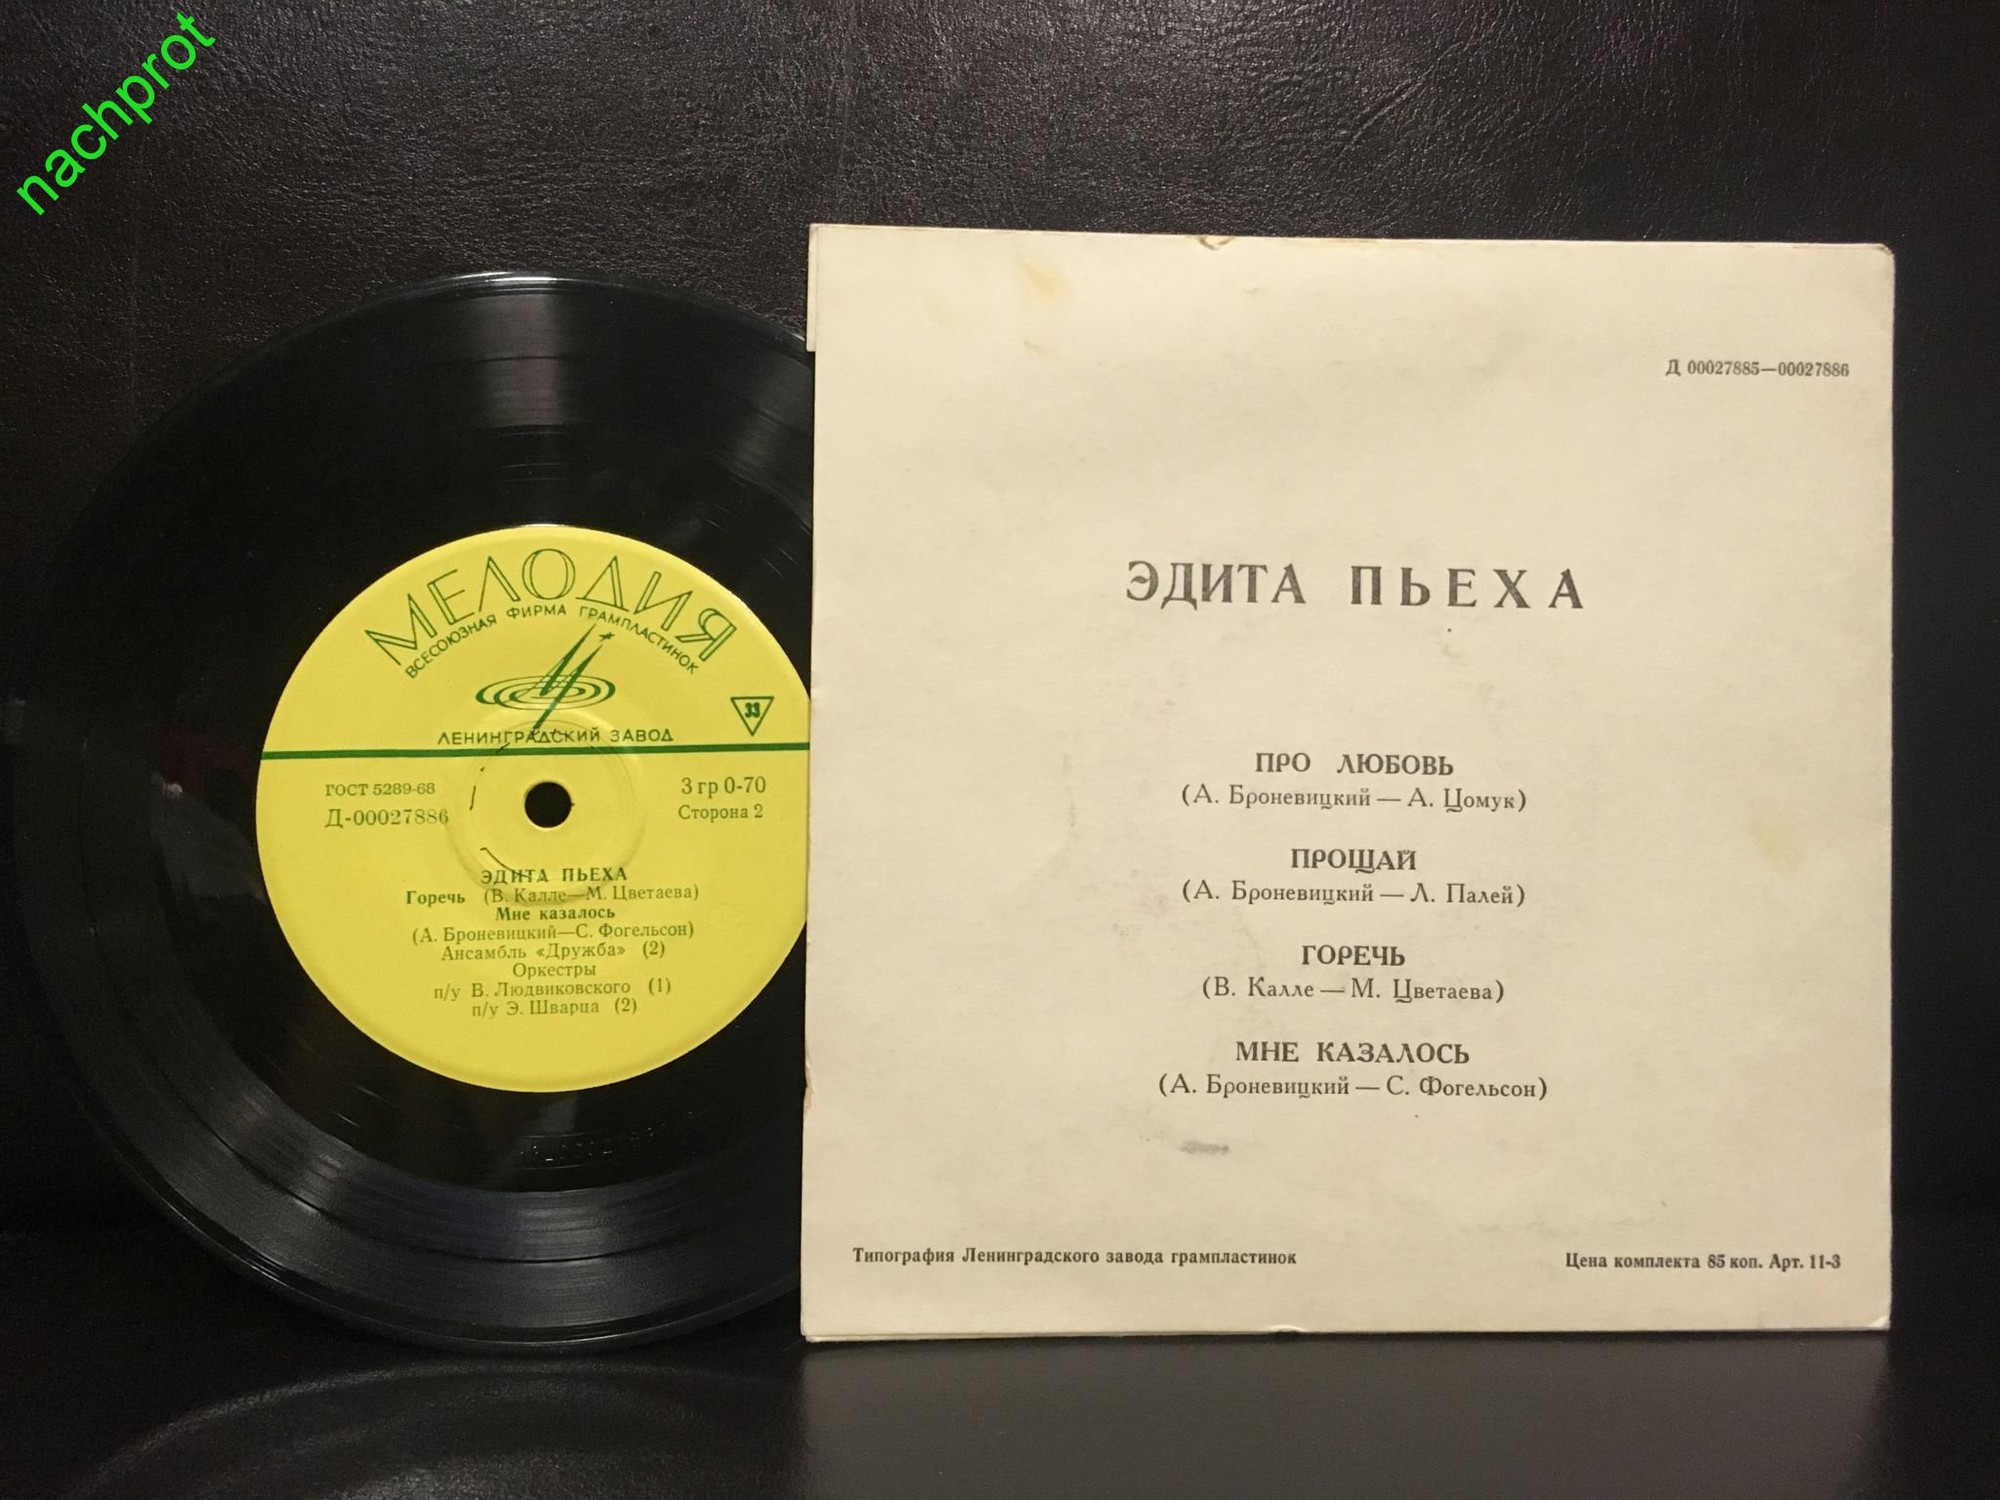 nachprot
МЕЛОДИЯ
ВСЕСОЮЗНАЯ ФИРМА ГРАМПЛАСТИНОК
33
ЛЕНИНГРАДСКИЙ ЗАВОД
ГОСТ 5289-68
3 гр 0-70
Д-00027886
Сторона 2
ЭДИТА ПЬЕХА
Горечь (В. Калле—М. Цветаева)
Мне казалось
(А. Броневицкий—С. Фогельсон)
Ансамбль «Дружба» (2)
Оркестры
п/у В. Людвиковского (1)
п/у Э. Шварца (2)
Д 00027885—00027886
ЭДИТА ПЬЕХА
ПРО ЛЮБОВЬ
(А. Броневицкий — А. Цомук)
ПРОЩАЙ
(А. Броневицкий — Л. Палей)
ГОРЕЧЬ
(В. Калле — М. Цветаева)
МНЕ КАЗАЛОСЬ
(А. Броневицкий — С. Фогельсон)
Типография Ленинградского завода грампластинок
Цена комплекта 85 коп. Арт. 11-3